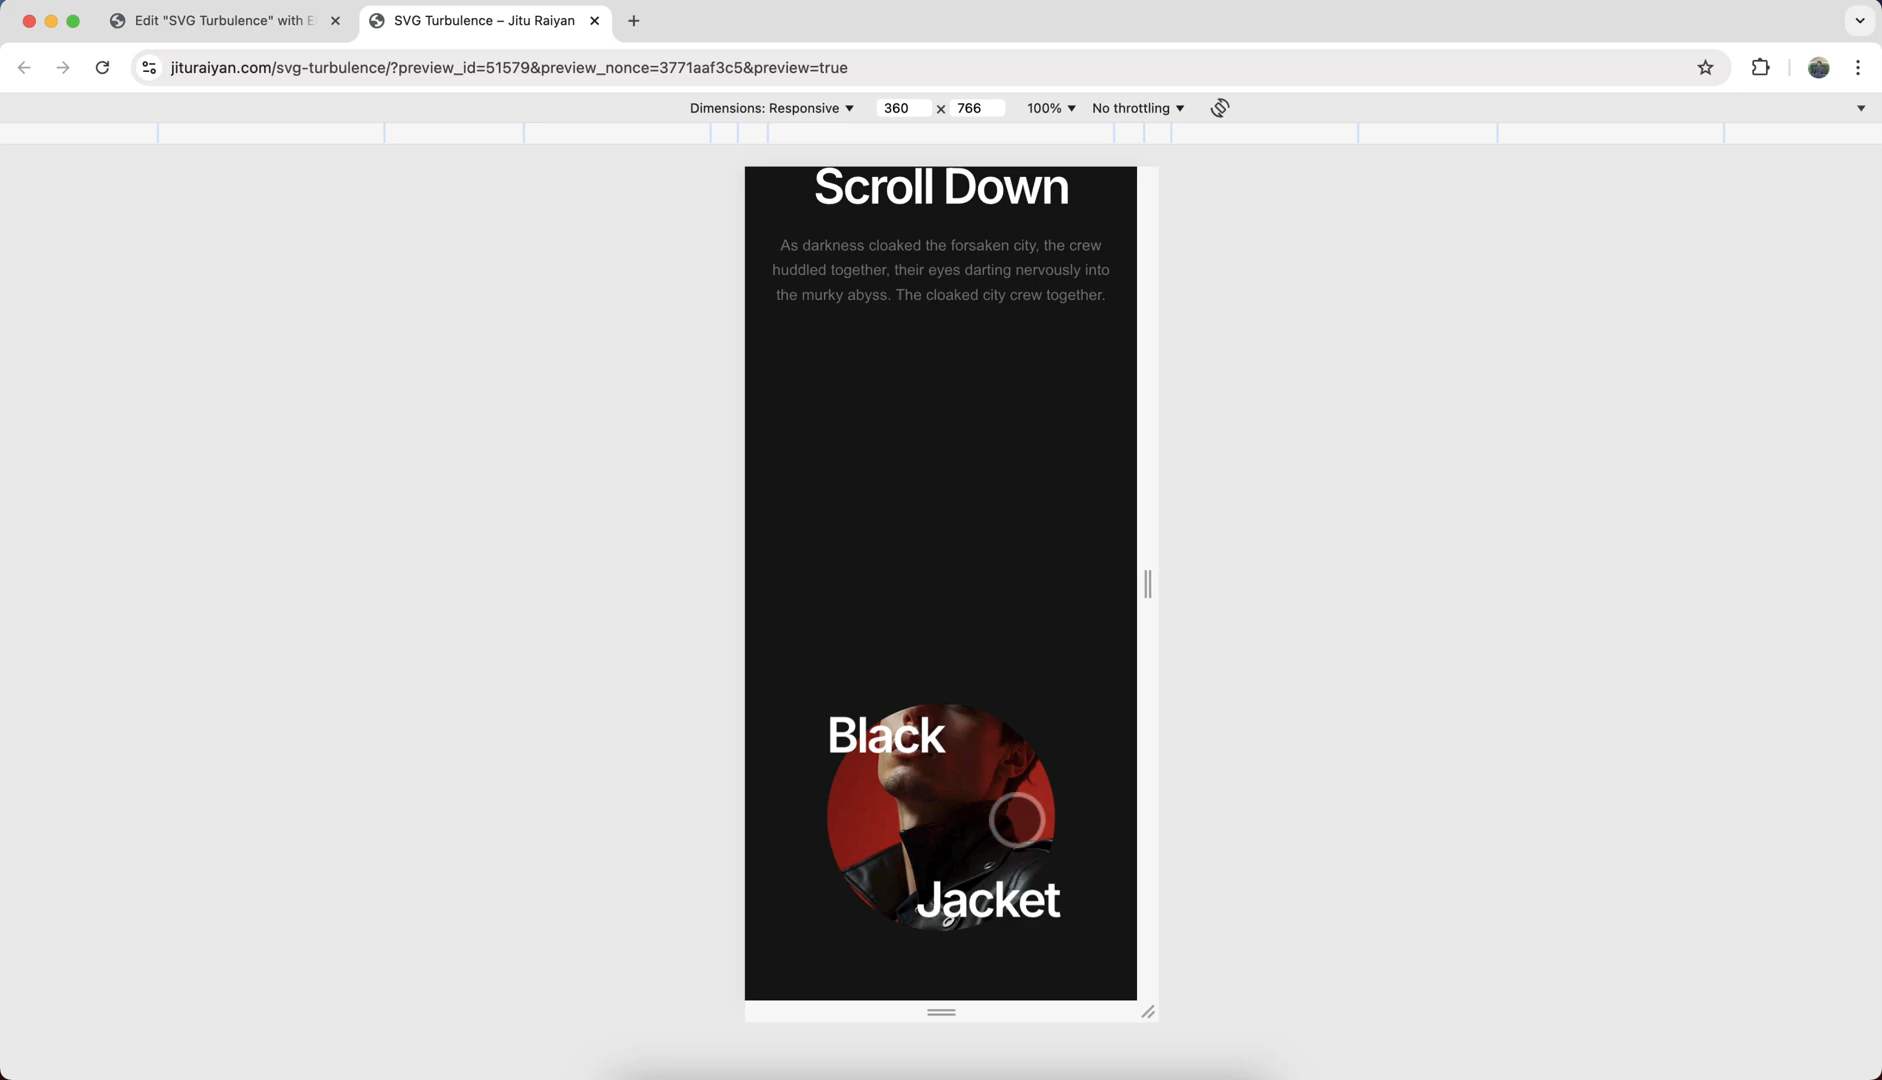 Edit "SVG Turbulence" with E
SVG Turbulence – Jitu Raiyan
jituraiyan.com/svg-turbulence/?preview_id=51579&preview_nonce=3771aaf3c5&preview=true
Dimensions: Responsive 360 x 766 100% No throttling
Scroll Down
As darkness cloaked the forsaken city, the crew
huddled together, their eyes darting nervously into
the murky abyss. The cloaked city crew together.
Black
Jacket